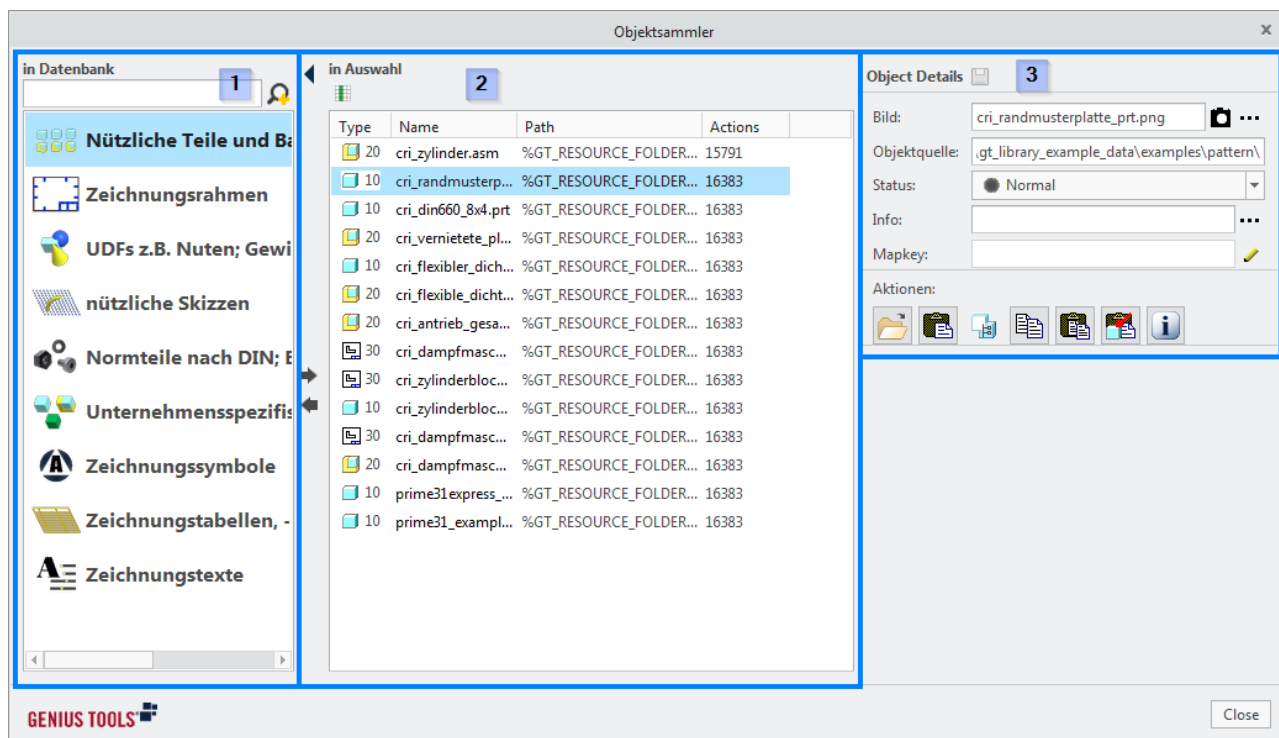 Objektsammler
in Datenbank
1
Nützliche Teile und Ba
Zeichnungsrahmen
UDFs z.B. Nuten; Gewi
nützliche Skizzen
Normteile nach DIN; E
Unternehmensspezifis
Zeichnungssymbole
Zeichnungstabellen, -
Zeichnungstexte
in Auswahl
2
Type Name Path Actions
20 cri_zylinder.asm %GT_RESOURCE_FOLDER... 15791
10 cri_randmusterp... %GT_RESOURCE_FOLDER... 16383
10 cri_din660_8x4.prt %GT_RESOURCE_FOLDER... 16383
20 cri_vernietete_pl... %GT_RESOURCE_FOLDER... 16383
10 cri_flexibler_dich... %GT_RESOURCE_FOLDER... 16383
20 cri_flexible_dicht... %GT_RESOURCE_FOLDER... 16383
20 cri_antrieb_gesa... %GT_RESOURCE_FOLDER... 16383
30 cri_dampfmasc... %GT_RESOURCE_FOLDER... 16383
30 cri_zylinderbloc... %GT_RESOURCE_FOLDER... 16383
10 cri_zylinderbloc... %GT_RESOURCE_FOLDER... 16383
30 cri_dampfmasc... %GT_RESOURCE_FOLDER... 16383
20 cri_dampfmasc... %GT_RESOURCE_FOLDER... 16383
10 prime31express_... %GT_RESOURCE_FOLDER... 16383
10 prime31_exampl... %GT_RESOURCE_FOLDER... 16383
Object Details 3
Bild: cri_randmusterplatte_prt.png
Objektquelle: .gt_library_example_data\examples\pattern\
Status: Normal
Info:
Mapkey:
Aktionen:
GENIUS TOOLS
Close